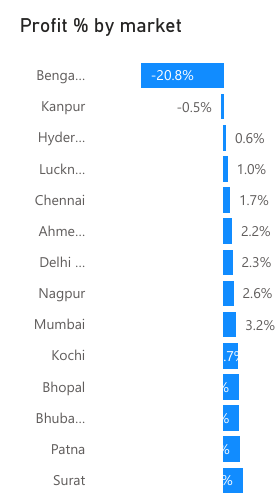 Profit % by market
Benga... -20.8%
Kanpur -0.5%
Hyder... 0.6%
Luckn... 1.0%
Chennai 1.7%
Ahme... 2.2%
Delhi ... 2.3%
Nagpur 2.6%
Mumbai 3.2%
Kochi .7%
Bhopal %
Bhuba... %
Patna %
Surat %